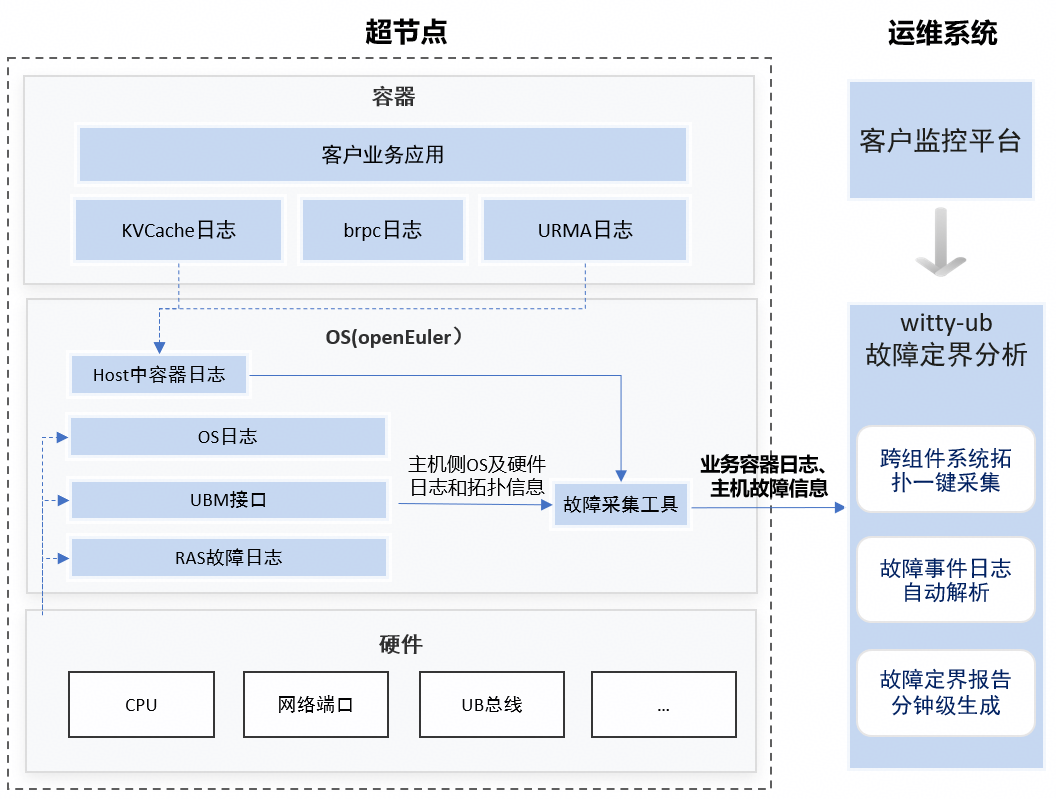 超节点
运维系统
容器
客户业务应用
KVCache日志
brpc日志
URMA日志
客户监控平台
OS(openEuler）
Host中容器日志
OS日志
UBM接口
RAS故障日志
主机侧OS及硬件
日志和拓扑信息
故障采集工具
业务容器日志、
主机故障信息
witty-ub
故障定界分析
跨组件系统拓
扑一键采集
故障事件日志
自动解析
故障定界报告
分钟级生成
硬件
CPU
网络端口
UB总线
...